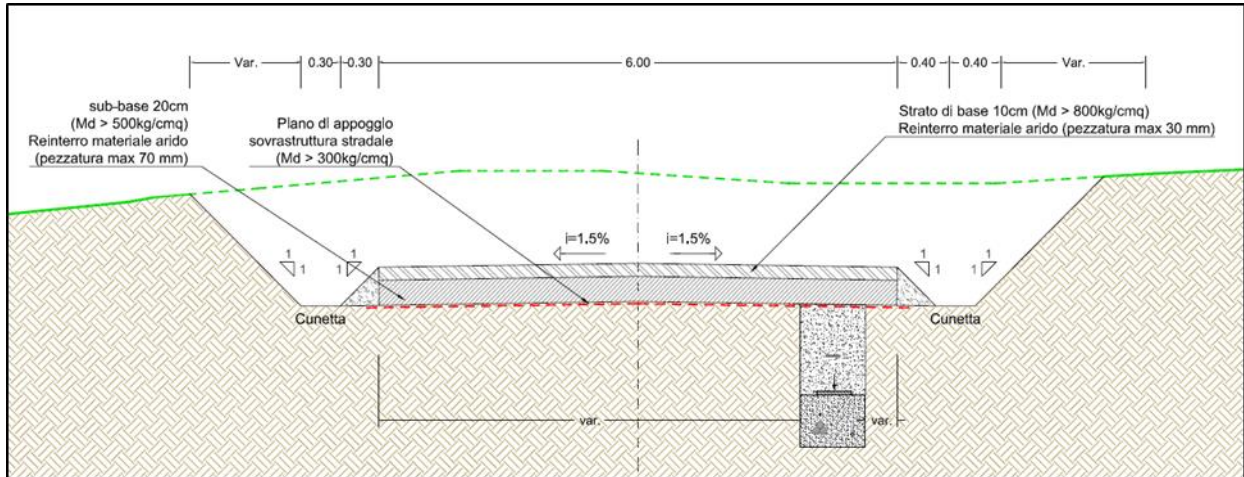 Var.
0.30
0.30
6.00
0.40
0.40
Var.
sub-base 20cm
(Md > 500kg/cmq)
Reinterro materiale arido
(pezzatura max 70 mm)
Plano di appoggio
sovrastruttura stradale
(Md > 300kg/cmq)
Strato di base 10cm (Md > 800kg/cmq)
Reinterro materiale arido (pezzatura max 30 mm)
i=1.5%
i=1.5%
1
1
1
1
1
1
1
1
Cunetta
Cunetta
var.
var.